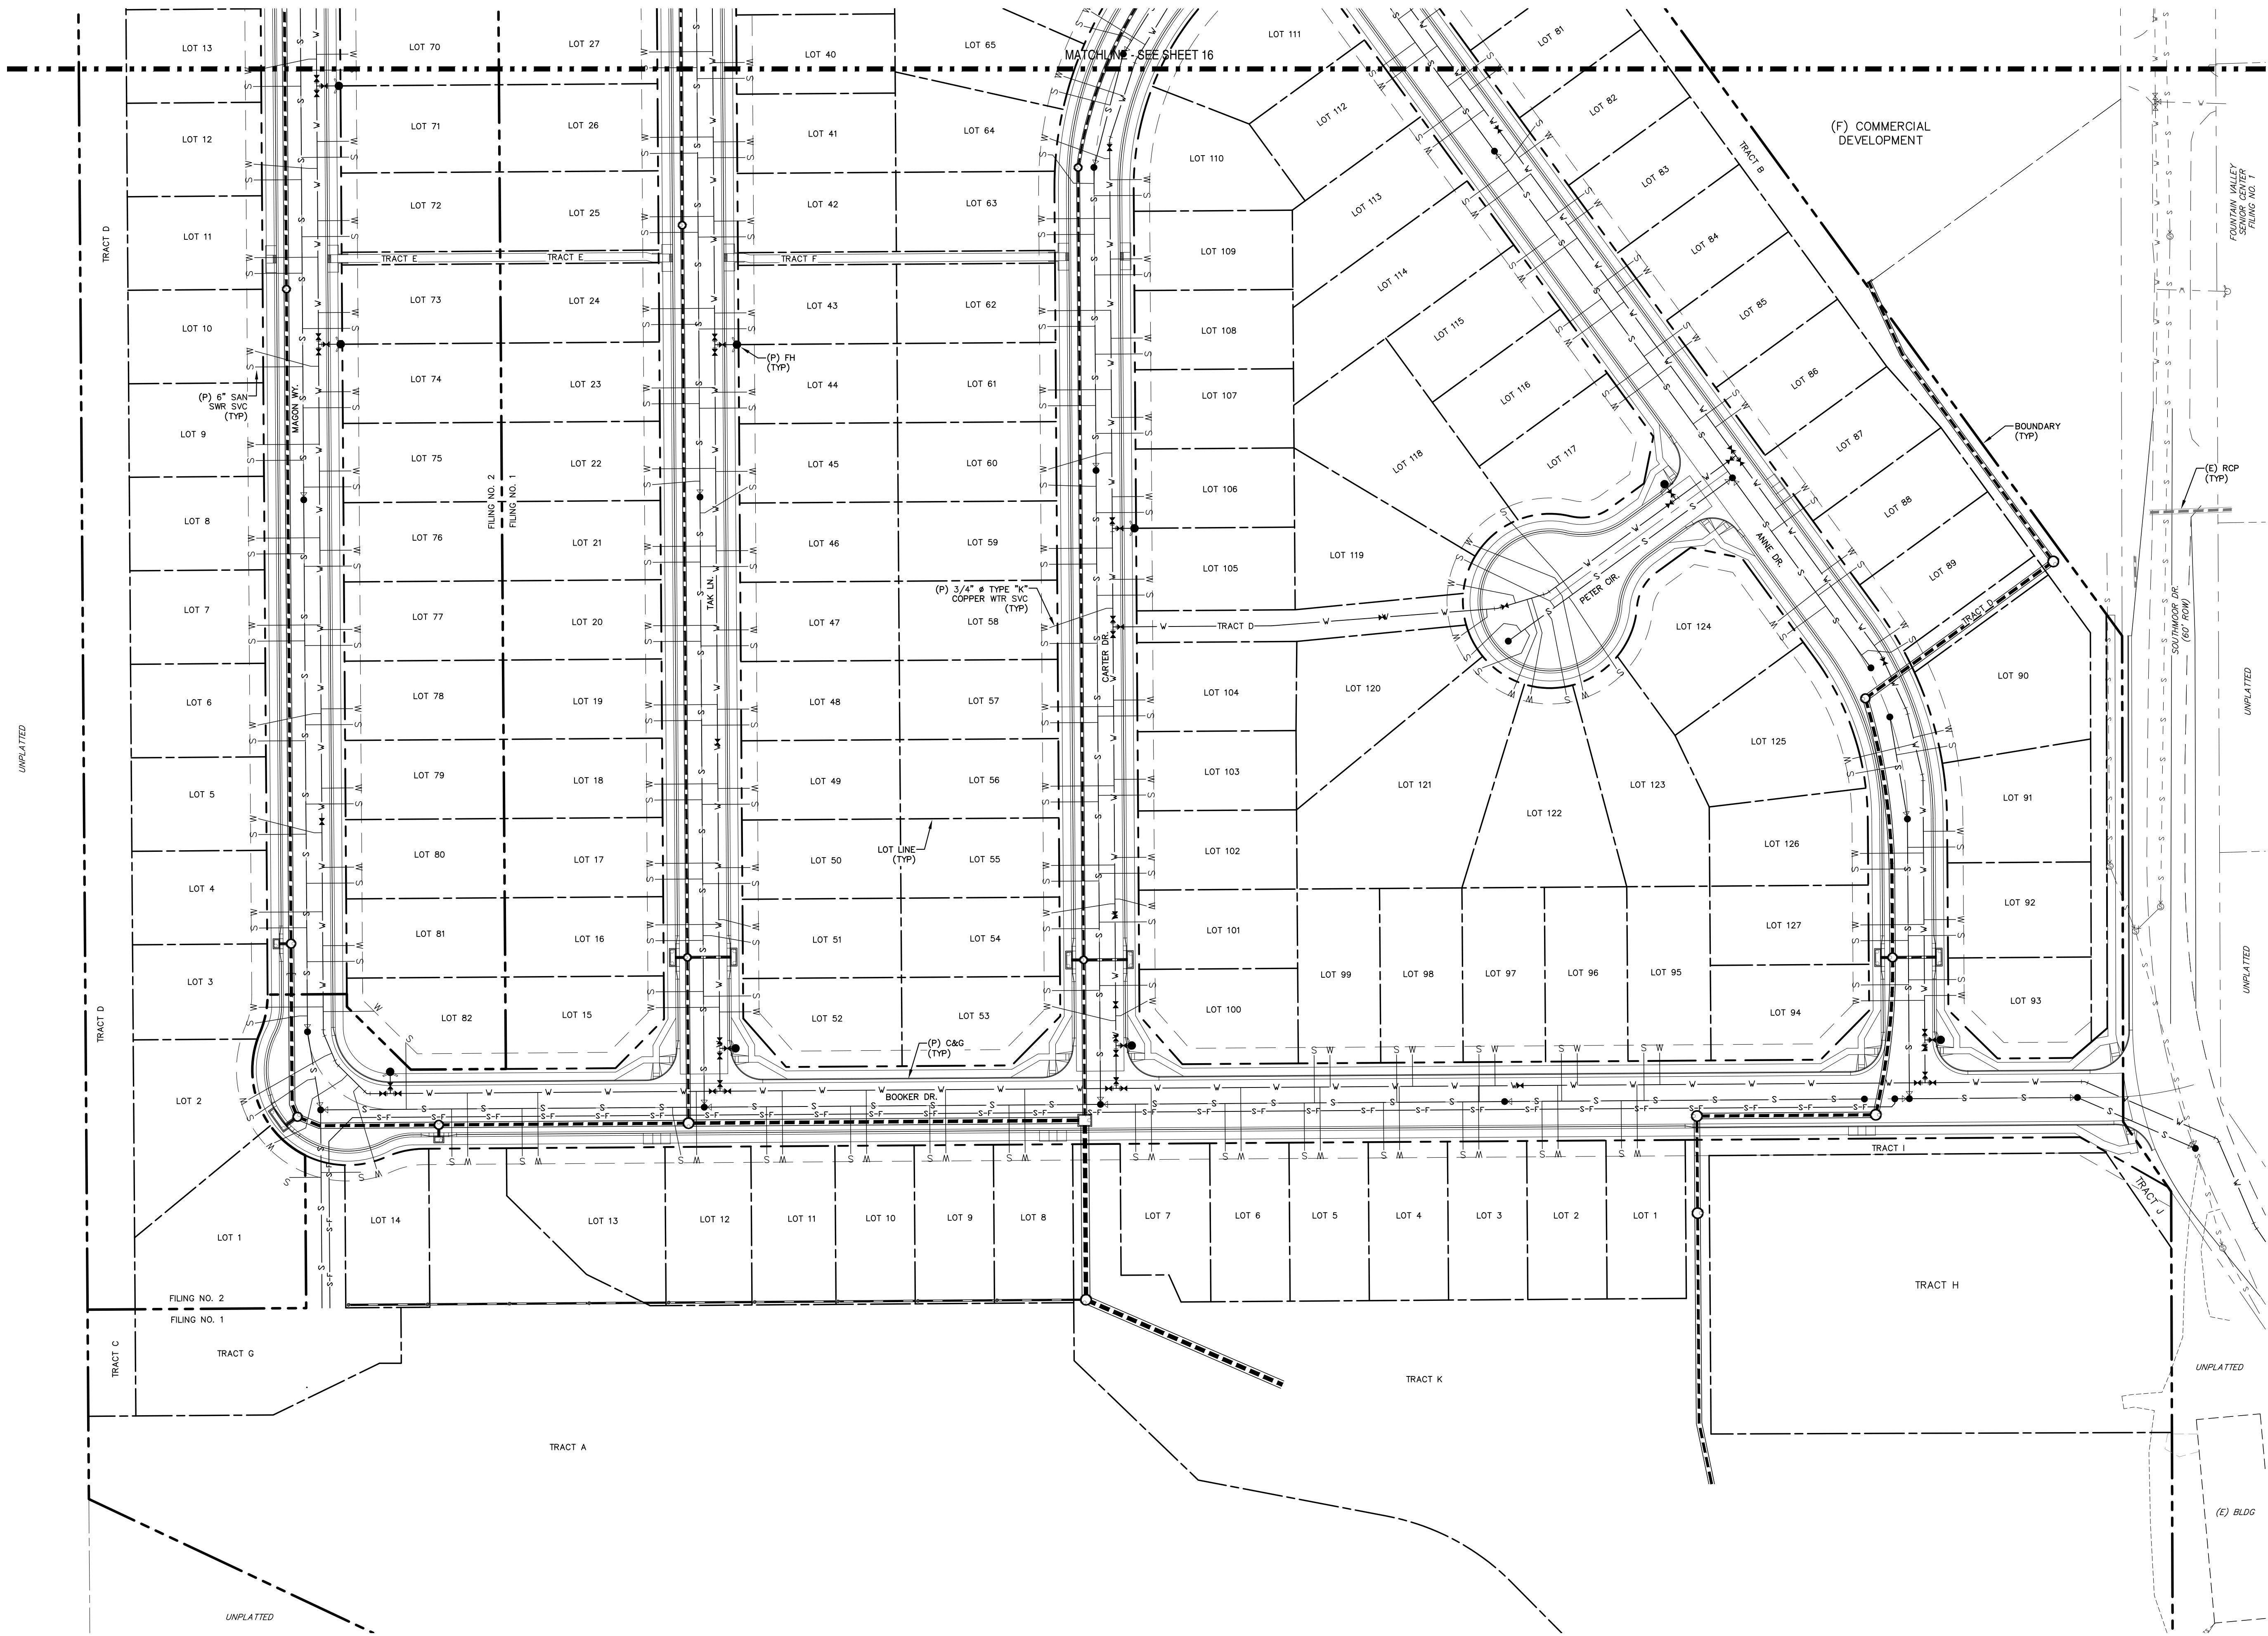 LOT 13
LOT 70
LOT 27
LOT 40
LOT 65
LOT 111
LOT 81
MATCHLINE - SEE SHEET 16
LOT 12
LOT 71
LOT 26
LOT 41
LOT 64
LOT 110
LOT 112
LOT 82
TRACT B
(F) COMMERCIAL
DEVELOPMENT
FOUNTAIN VALLEY
SENIOR CENTER
FILING NO. 1
TRACT D
LOT 11
LOT 72
LOT 25
LOT 42
LOT 63
LOT 109
LOT 113
LOT 83
TRACT E
TRACT E
TRACT F
LOT 84
LOT 10
LOT 73
LOT 24
LOT 43
LOT 62
LOT 108
LOT 114
LOT 85
LOT 115
(P) FH
(TYP)
(P) 6" SAN
SWR SVC
(TYP)
MAGON WY.
LOT 74
LOT 23
LOT 44
LOT 61
LOT 107
LOT 116
LOT 86
LOT 9
LOT 75
FILING NO. 2
FILING NO. 1
LOT 22
LOT 45
LOT 60
LOT 106
LOT 118
LOT 117
LOT 87
BOUNDARY
(TYP)
(E) RCP
(TYP)
LOT 8
LOT 76
LOT 21
LOT 46
LOT 59
LOT 105
LOT 119
LOT 88
ANNE DR.
LOT 89
LOT 7
LOT 77
LOT 20
TAK LN.
LOT 47
(P) 3/4" ø TYPE "K"
COPPER WTR SVC
(TYP)
LOT 58
CARTER DR.
TRACT D
PETER CIR.
LOT 124
TRACT D
SOUTHMOOR DR.
(60' ROW)
UNPLATTED
LOT 6
LOT 78
LOT 19
LOT 48
LOT 57
LOT 104
LOT 120
LOT 90
UNPLATTED
LOT 5
LOT 79
LOT 18
LOT 49
LOT 56
LOT 103
LOT 121
LOT 122
LOT 123
LOT 125
LOT 91
LOT 4
LOT 80
LOT 17
LOT 50
LOT LINE
(TYP)
LOT 55
LOT 102
LOT 126
LOT 92
LOT 3
LOT 81
LOT 16
LOT 51
LOT 54
LOT 101
LOT 99
LOT 98
LOT 97
LOT 96
LOT 95
LOT 127
UNPLATTED
LOT 82
LOT 15
LOT 52
LOT 53
LOT 100
LOT 94
LOT 93
TRACT D
(P) C&G
(TYP)
LOT 2
BOOKER DR.
TRACT I
TRACT J
LOT 1
LOT 14
LOT 13
LOT 12
LOT 11
LOT 10
LOT 9
LOT 8
LOT 7
LOT 6
LOT 5
LOT 4
LOT 3
LOT 2
LOT 1
TRACT H
FILING NO. 2
FILING NO. 1
TRACT C
TRACT G
TRACT K
UNPLATTED
TRACT A
(E) BLDG
UNPLATTED